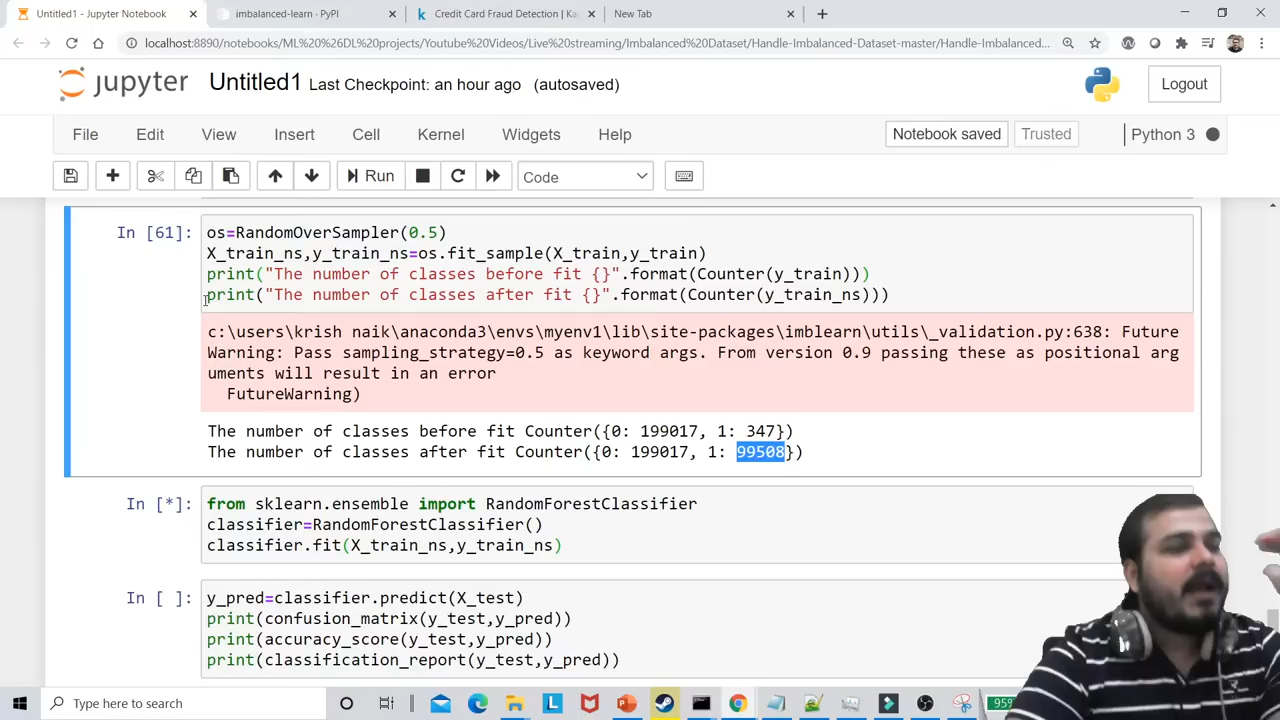 Untitled1 - Jupyter Notebook
imbalanced-learn · PyPI
Credit Card Fraud Detection | Ka
New Tab
localhost:8890/notebooks/ML%20%26DL%20projects/Youtube%20Videos/Live%20streaming/Imbalanced%20Dataset/Handle-Imbalanced-Dataset-master/Handle-Imbalanced...
jupyter Untitled1 Last Checkpoint: an hour ago (autosaved)
Logout
File Edit View Insert Cell Kernel Widgets Help
Notebook saved Trusted Python 3
Run Code
In [61]: os=RandomOverSampler(0.5)
X_train_ns,y_train_ns=os.fit_sample(X_train,y_train)
print("The number of classes before fit {}".format(Counter(y_train)))
print("The number of classes after fit {}".format(Counter(y_train_ns)))
c:\users\krish naik\anaconda3\envs\myenv1\lib\site-packages\imblearn\utils\_validation.py:638: Future
Warning: Pass sampling_strategy=0.5 as keyword args. From version 0.9 passing these as positional arg
uments will result in an error
FutureWarning)
The number of classes before fit Counter({0: 199017, 1: 347})
The number of classes after fit Counter({0: 199017, 1: 99508})
In [*]: from sklearn.ensemble import RandomForestClassifier
classifier=RandomForestClassifier()
classifier.fit(X_train_ns,y_train_ns)
In [ ]: y_pred=classifier.predict(X_test)
print(confusion_matrix(y_test,y_pred))
print(accuracy_score(y_test,y_pred))
print(classification_report(y_test,y_pred))
Type here to search
95%